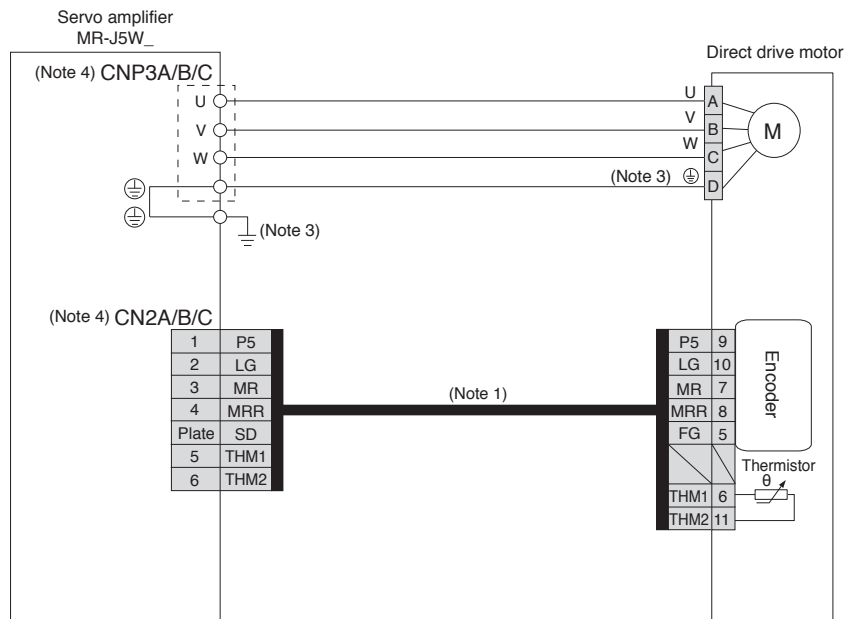 Servo amplifier
MR-J5W_
Direct drive motor
(Note 4) CNP3A/B/C
U
V
W
U
V
W
(Note 3)
A
B
C
D
M
(Note 3)
(Note 4) CN2A/B/C
1 P5
2 LG
3 MR
4 MRR
Plate SD
5 THM1
6 THM2
(Note 1)
P5 9
LG 10
MR 7
MRR 8
FG 5
THM1 6
THM2 11
Encoder
Thermistor
θ